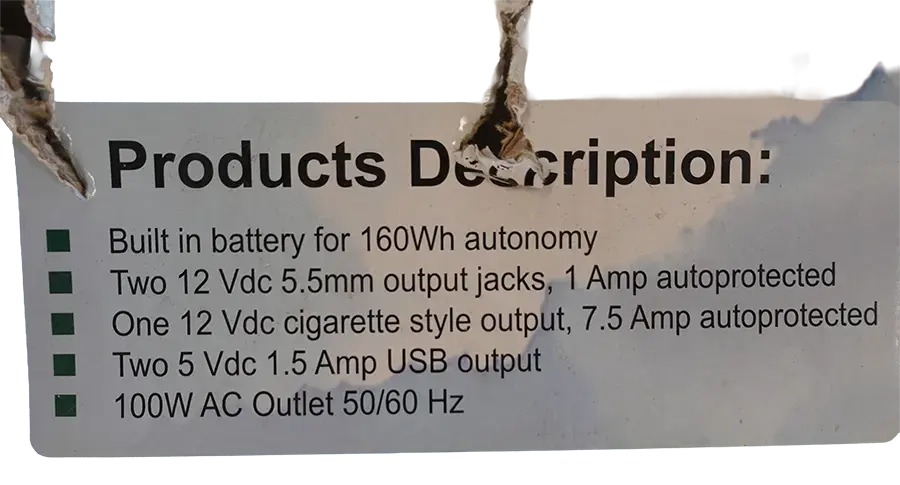 Products Description:
Built in battery for 160Wh autonomy
Two 12 Vdc 5.5mm output jacks, 1 Amp autoprotected
One 12 Vdc cigarette style output, 7.5 Amp autoprotected
Two 5 Vdc 1.5 Amp USB output
100W AC Outlet 50/60 Hz